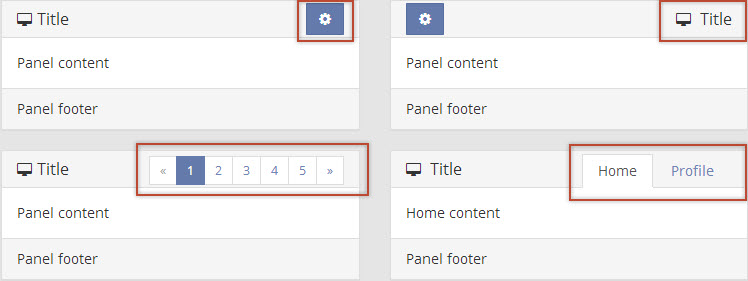 Title
Panel content
Panel footer
Title
Panel content
Panel footer
Title « 1 2 3 4 5 »
Panel content
Panel footer
Title Home Profile
Home content
Panel footer